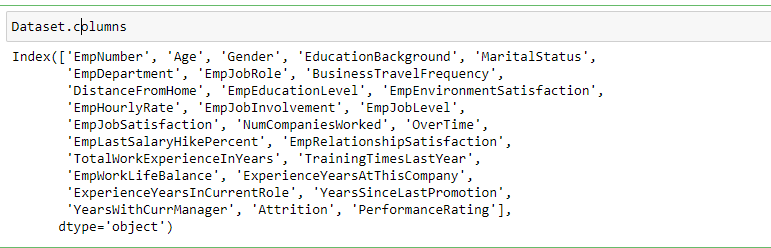 Dataset.columns
Index(['EmpNumber', 'Age', 'Gender', 'EducationBackground', 'MaritalStatus',
'EmpDepartment', 'EmpJobRole', 'BusinessTravelFrequency',
'DistanceFromHome', 'EmpEducationLevel', 'EmpEnvironmentSatisfaction',
'EmpHourlyRate', 'EmpJobInvolvement', 'EmpJobLevel',
'EmpJobSatisfaction', 'NumCompaniesWorked', 'OverTime',
'EmpLastSalaryHikePercent', 'EmpRelationshipSatisfaction',
'TotalWorkExperienceInYears', 'TrainingTimesLastYear',
'EmpWorkLifeBalance', 'ExperienceYearsAtThisCompany',
'ExperienceYearsInCurrentRole', 'YearsSinceLastPromotion',
'YearsWithCurrManager', 'Attrition', 'PerformanceRating'],
dtype='object')